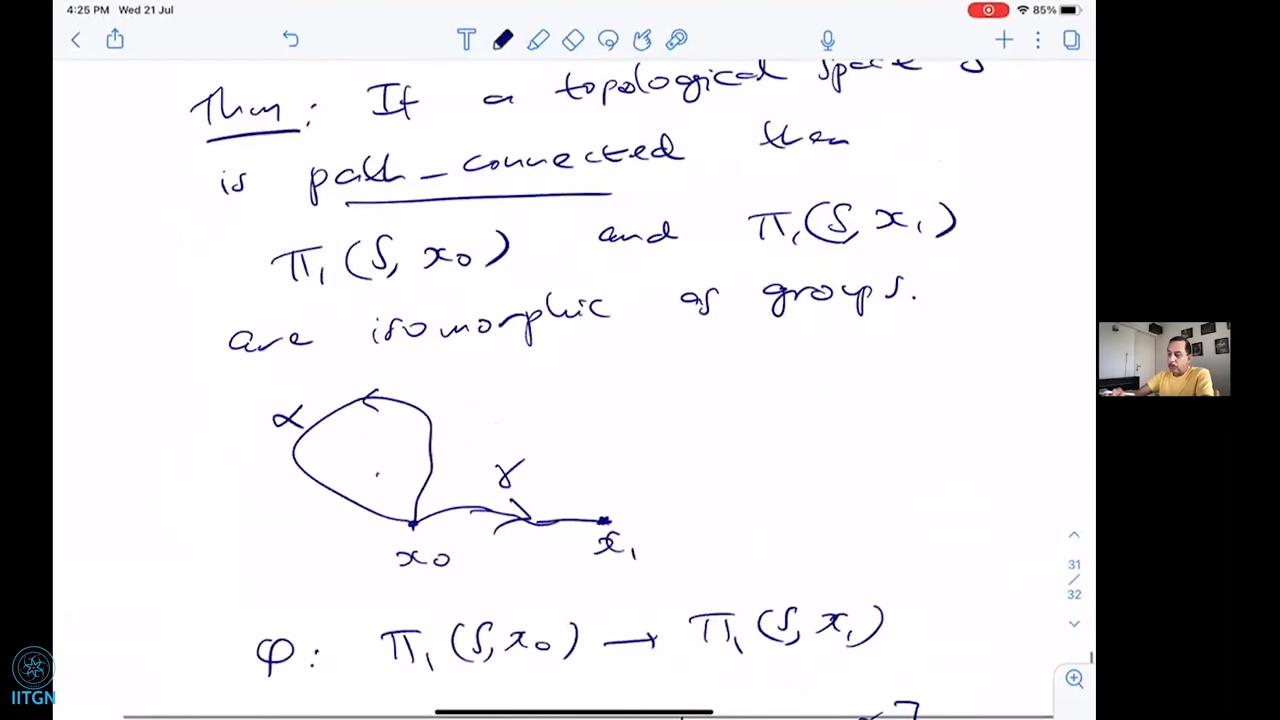 4:25 PM Wed 21 Jul
85%
Thm: If a topological space S
is path-connected then
π₁(S, x₀) and π₁(S, x₁)
are isomorphic as groups.
α
γ
x₀
x₁
31
/
32
φ: π₁(S, x₀) → π₁(S, x₁)
IITGN